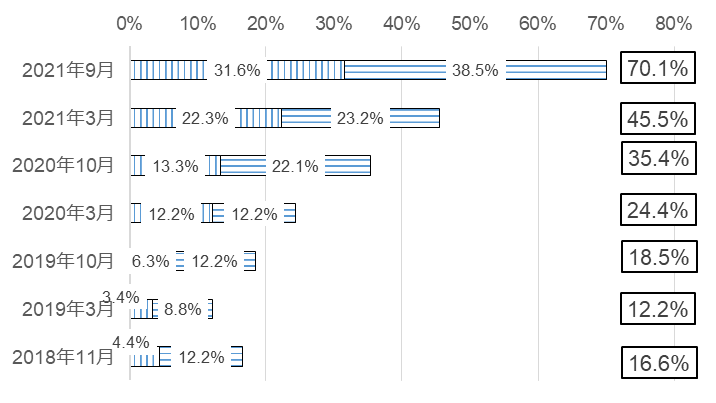 0% 10% 20% 30% 40% 50% 60% 70% 80%
2021年9月 31.6% 38.5% 70.1%
2021年3月 22.3% 23.2% 45.5%
2020年10月 13.3% 22.1% 35.4%
2020年3月 12.2% 12.2% 24.4%
2019年10月 6.3% 12.2% 18.5%
2019年3月 3.4% 8.8% 12.2%
2018年11月 4.4% 12.2% 16.6%